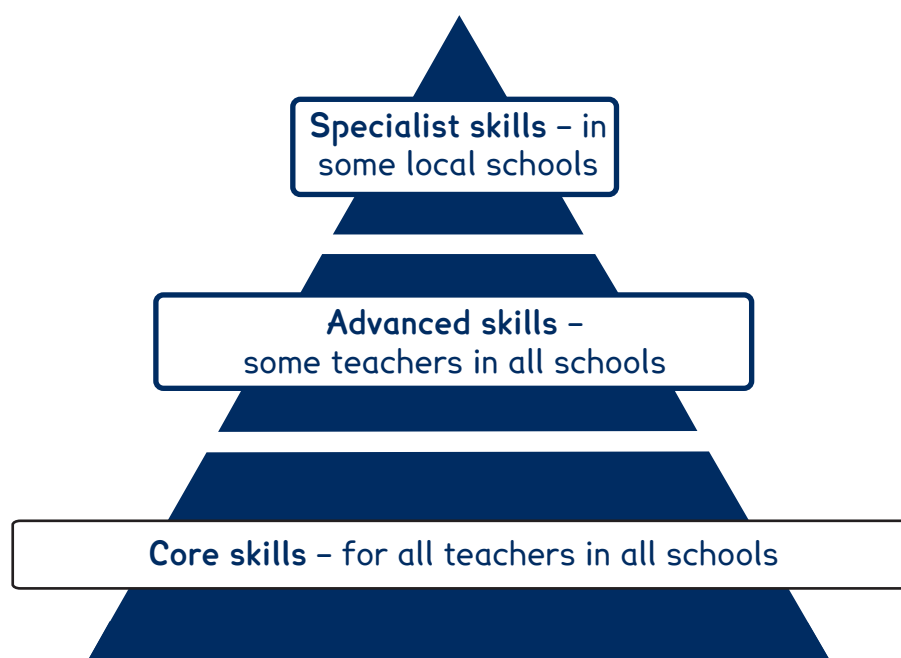 Specialist skills – in
some local schools
Advanced skills –
some teachers in all schools
Core skills – for all teachers in all schools